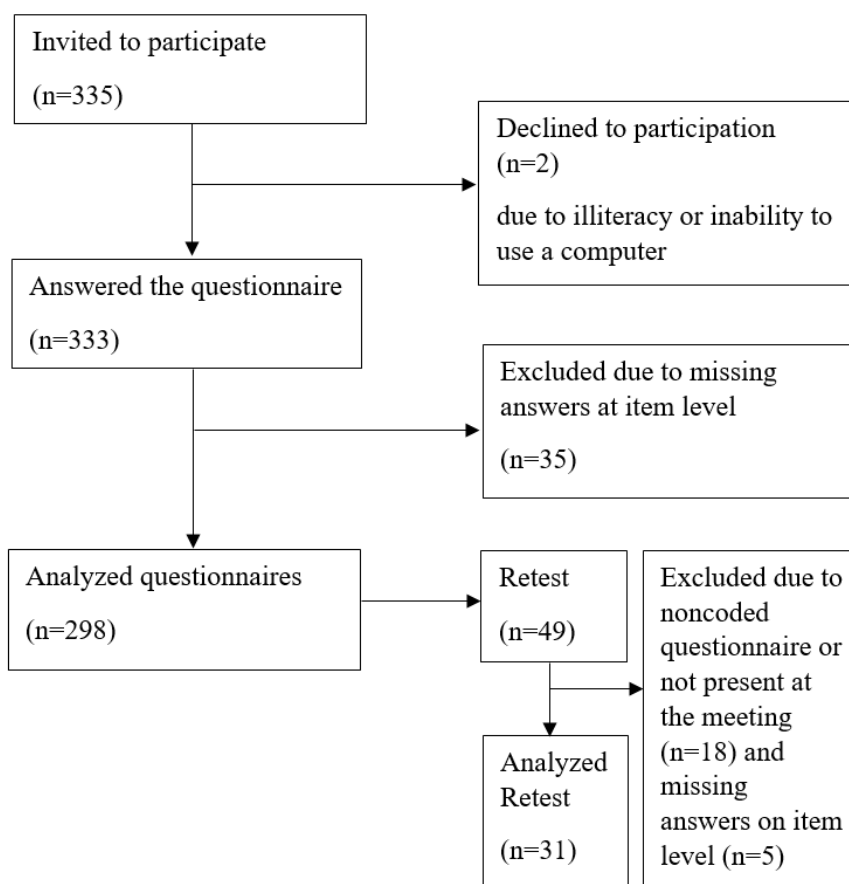 Invited to participate
(n=335)
Declined to participation
(n=2)
due to illiteracy or inability to
use a computer
Answered the questionnaire
(n=333)
Excluded due to missing
answers at item level
(n=35)
Analyzed questionnaires
(n=298)
Retest
(n=49)
Excluded due to
noncoded
questionnaire or
not present at
the meeting
(n=18) and
missing
answers on item
level (n=5)
Analyzed
Retest
(n=31)